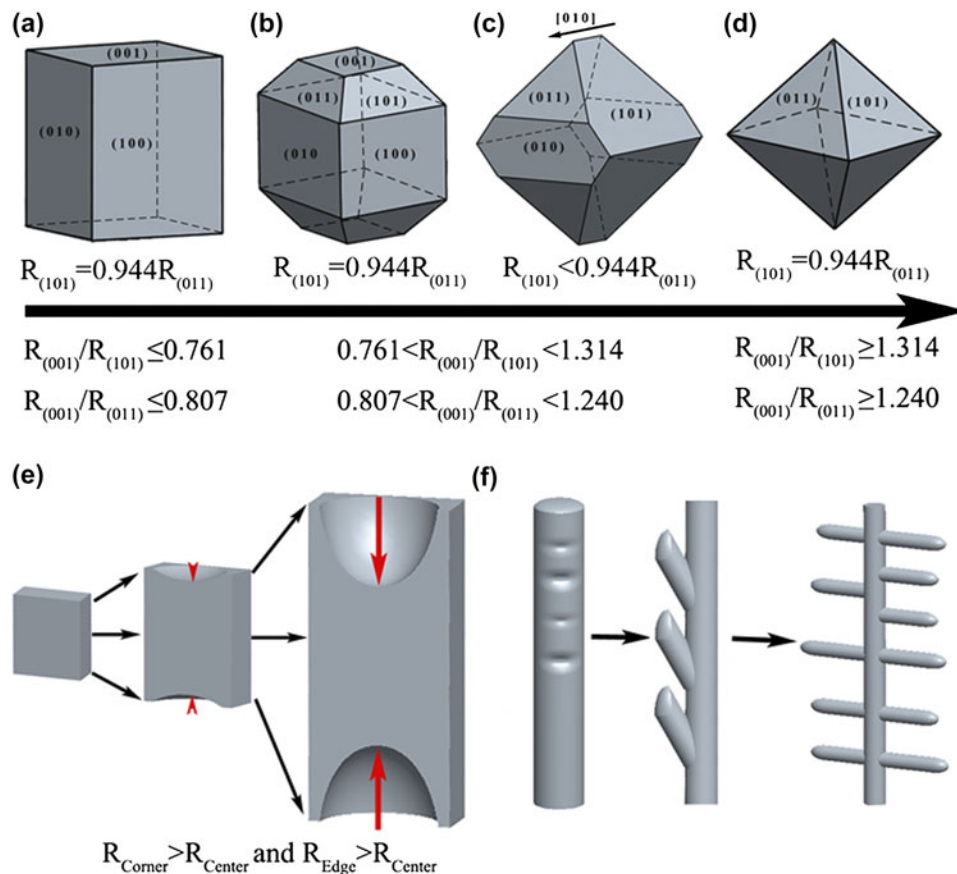 (a)
(001)
(010)
(100)
R(101)=0.944R(011)
(b)
(001)
(011)
(101)
(010
(100)
R(101)=0.944R(011)
(c)
[010]
(011)
(101)
(010)
R(101)<0.944R(011)
(d)
(011)
(101)
R(101)=0.944R(011)
R(001)/R(101)≤0.761
0.761<R(001)/R(101)<1.314
R(001)/R(101)≥1.314
R(001)/R(011)≤0.807
0.807<R(001)/R(011)<1.240
R(001)/R(011)≥1.240
(e)
RCorner>RCenter and REdge>RCenter
(f)